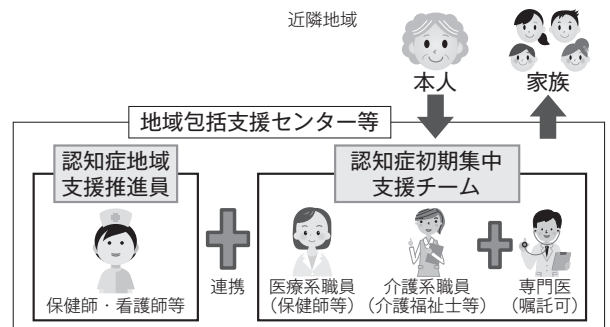 近隣地域
本人
家族
地域包括支援センター等
認知症地域
支援推進員
認知症初期集中
支援チーム
保健師・看護師等
連携
医療系職員
(保健師等)
介護系職員
(介護福祉士等)
専門医
(嘱託可)